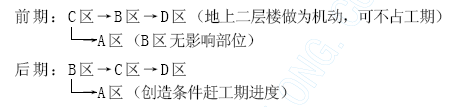 前期：C区→B区→D区（地上二层楼做为机动，可不占工期）
→A区（B区无影响部位）
后期：B区→C区→D区
→A区（创造条件赶工期进度）